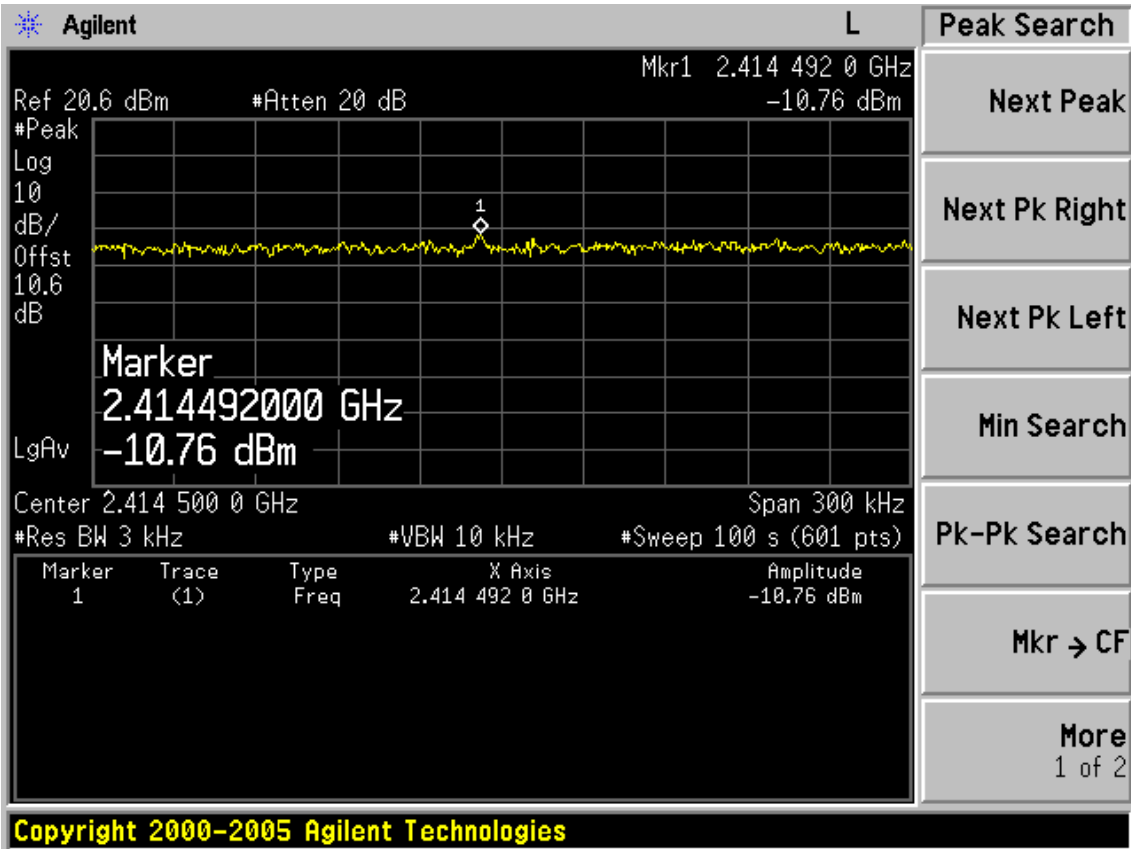 Agilent L Peak Search
Mkr1 2.414 492 0 GHz
Ref 20.6 dBm #Atten 20 dB -10.76 dBm
#Peak
Log
10
dB/
Offst
10.6
dB
1
Marker
2.414492000 GHz
-10.76 dBm
LgAv
Center 2.414 500 0 GHz Span 300 kHz
#Res BW 3 kHz #VBW 10 kHz #Sweep 100 s (601 pts)
Marker Trace Type X Axis Amplitude
1 (1) Freq 2.414 492 0 GHz -10.76 dBm
Next Peak
Next Pk Right
Next Pk Left
Min Search
Pk-Pk Search
Mkr → CF
More
1 of 2
Copyright 2000-2005 Agilent Technologies